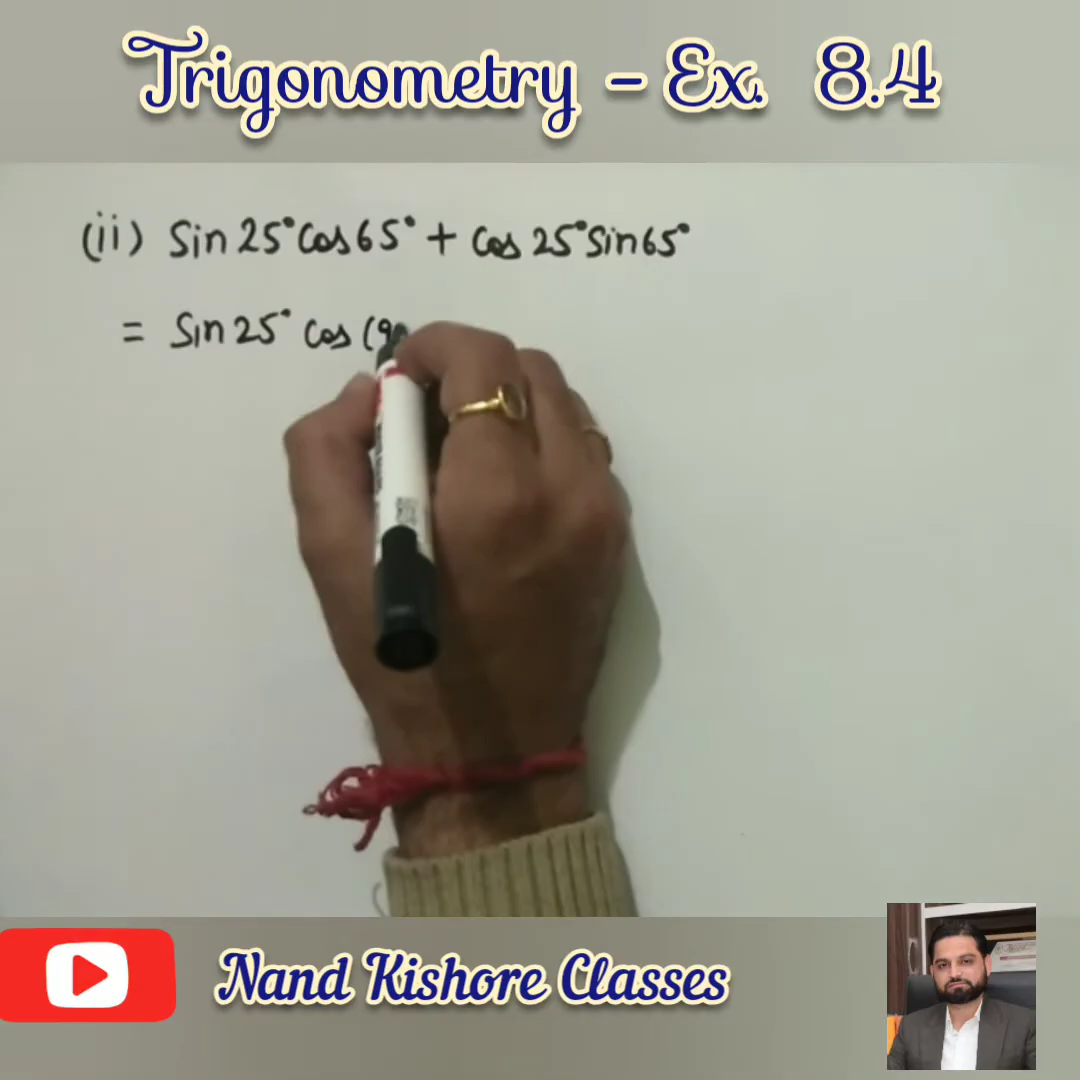 Trigonometry - Ex. 8.4
(ii) Sin 25° Cos 65° + Cos 25° Sin 65°
= Sin 25° Cos (9
Nand Kishore Classes